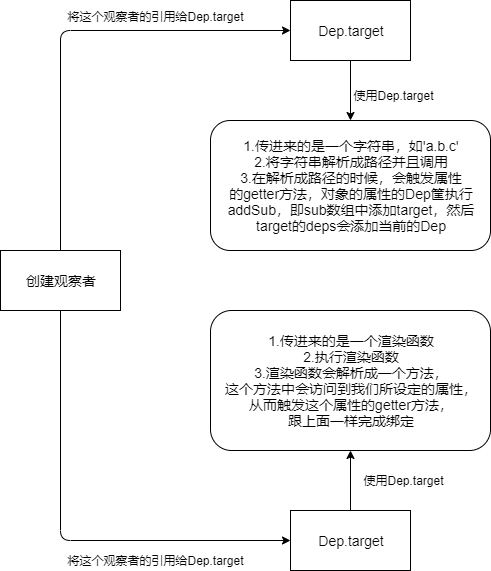 将这个观察者的引用给Dep.target
Dep.target
使用Dep.target
1.传进来的是一个字符串，如'a.b.c'
2.将字符串解析成路径并且调用
3.在解析成路径的时候，会触发属性
的getter方法，对象的属性的Dep筐执行
addSub，即sub数组中添加target，然后
target的deps会添加当前的Dep
创建观察者
1.传进来的是一个渲染函数
2.执行渲染函数
3.渲染函数会解析成一个方法，
这个方法中会访问到我们所设定的属性，
从而触发这个属性的getter方法，
跟上面一样完成绑定
使用Dep.target
Dep.target
将这个观察者的引用给Dep.target